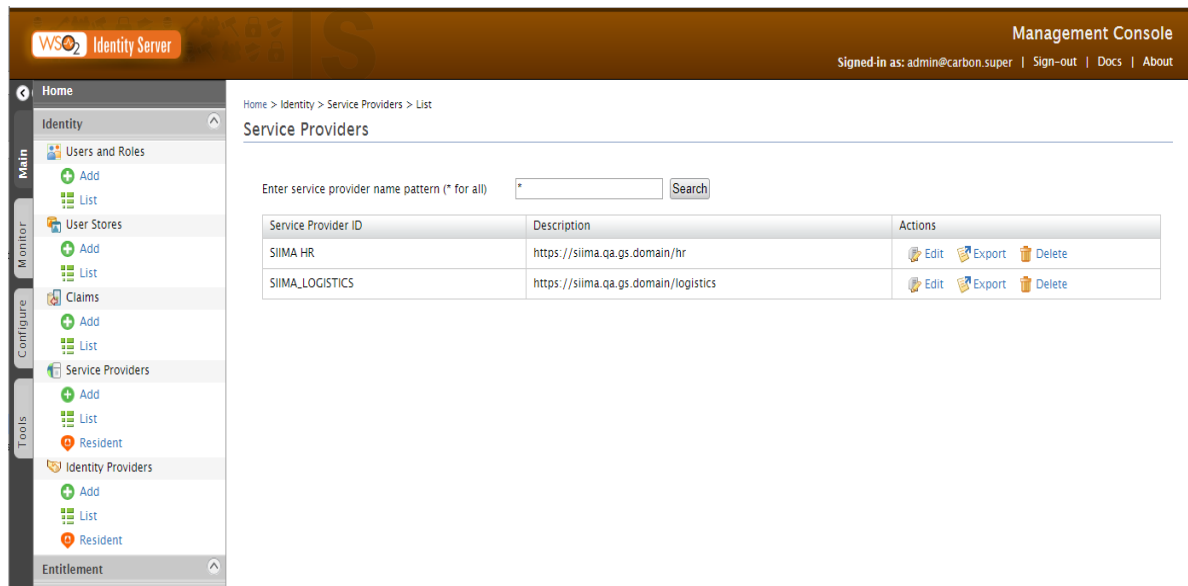 WSO2 Identity Server
Management Console
Signed-in as: admin@carbon.super | Sign-out | Docs | About
Main
Monitor
Configure
Tools
Home
Identity
Users and Roles
Add
List
User Stores
Add
List
Claims
Add
List
Service Providers
Add
List
Resident
Identity Providers
Add
List
Resident
Entitlement
Home > Identity > Service Providers > List
Service Providers
Enter service provider name pattern (* for all) * Search
Service Provider ID Description Actions
SIIMA HR https://siima.qa.gs.domain/hr Edit Export Delete
SIIMA_LOGISTICS https://siima.qa.gs.domain/logistics Edit Export Delete